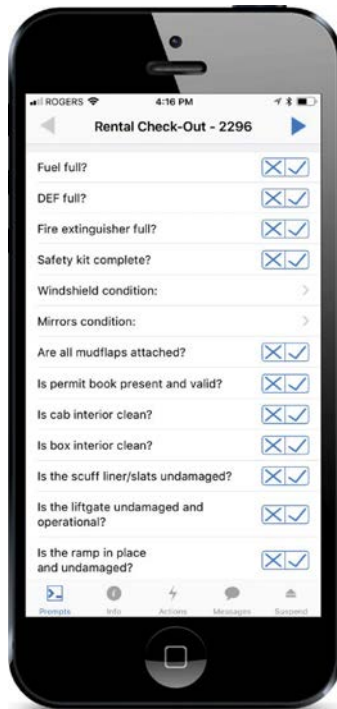 ROGERS 4:16 PM
Rental Check-Out - 2296
Fuel full?
DEF full?
Fire extinguisher full?
Safety kit complete?
Windshield condition:
Mirrors condition:
Are all mudflaps attached?
Is permit book present and valid?
Is cab interior clean?
Is box interior clean?
Is the scuff liner/slats undamaged?
Is the liftgate undamaged and
operational?
Is the ramp in place
and undamaged?
Prompts Info Actions Messages Suspend